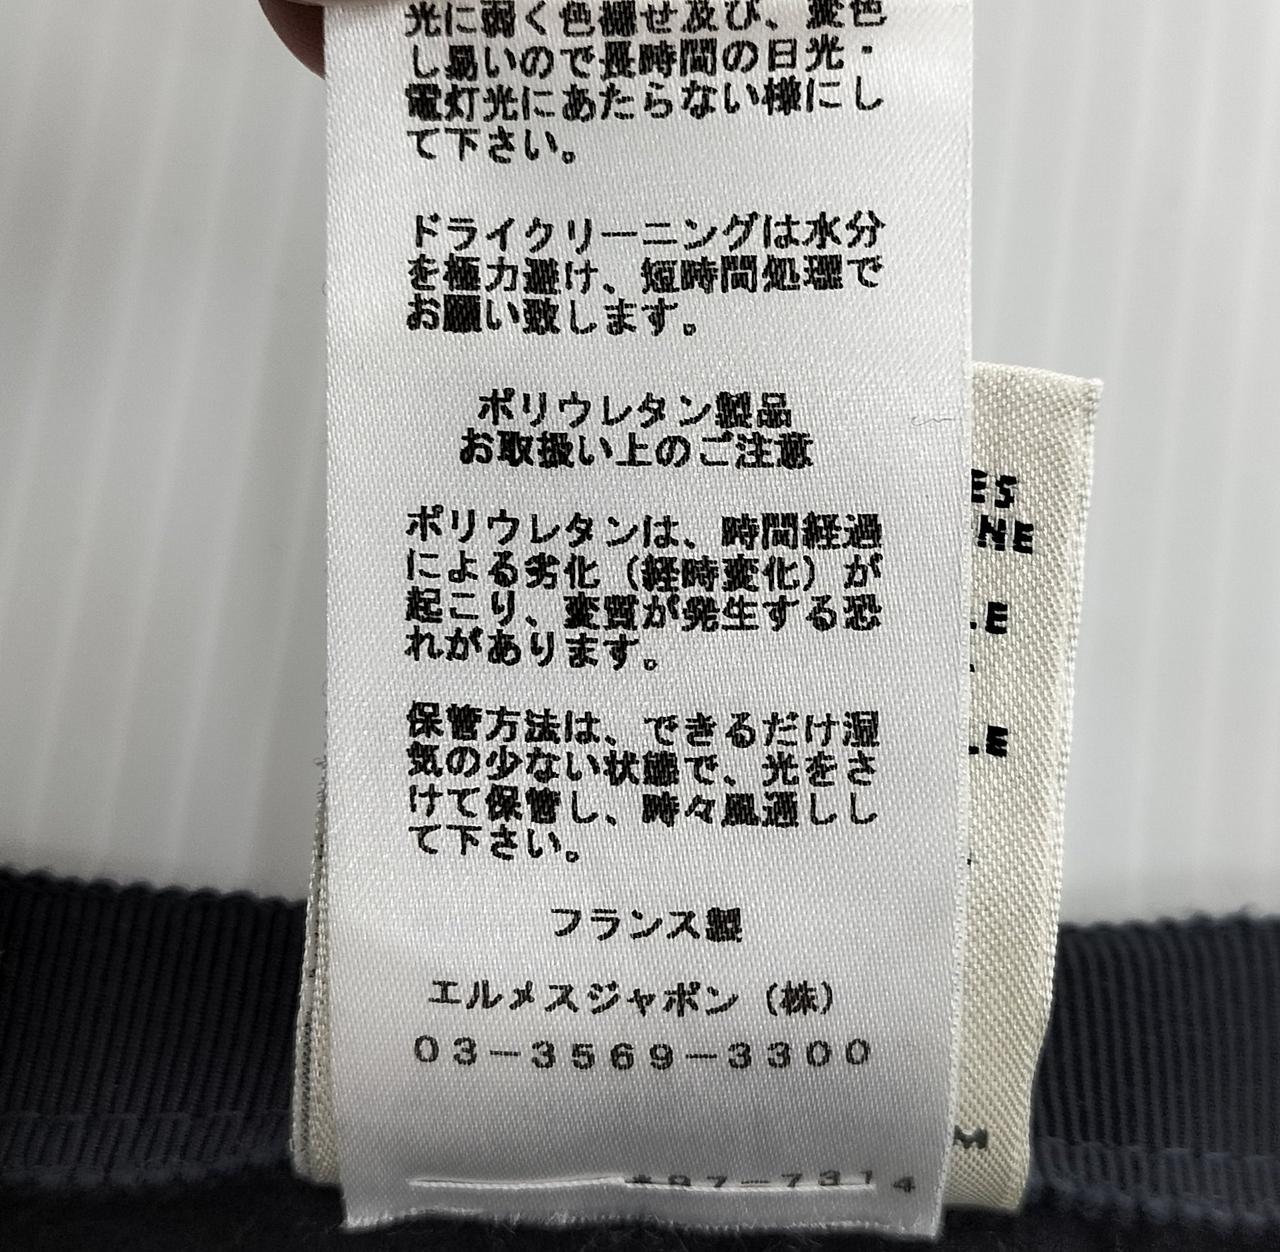 光に弱く色褪せ及び、変色
し易いので長時間の日光・
電灯光にあたらない様にし
て下さい。
ドライクリーニングは水分
を極力避け、短時間処理で
お願い致します。
ポリウレタン製品
お取扱い上のご注意
ポリウレタンは、時間経過
による劣化（経時変化）が
起こり、変質が発生する恐
れがあります。
保管方法は、できるだけ湿
気の少ない状態で、光をさ
けて保管し、時々風通しし
て下さい。
フランス製
エルメスジャポン（株）
03-3569-3300
ES
NE
LE
LE
M